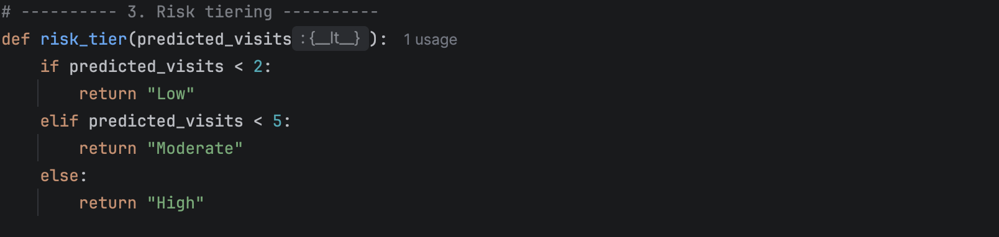 # ---------- 3. Risk tiering ----------
def risk_tier(predicted_visits : {__lt__} ): 1 usage
    if predicted_visits < 2:
        return "Low"
    elif predicted_visits < 5:
        return "Moderate"
    else:
        return "High"